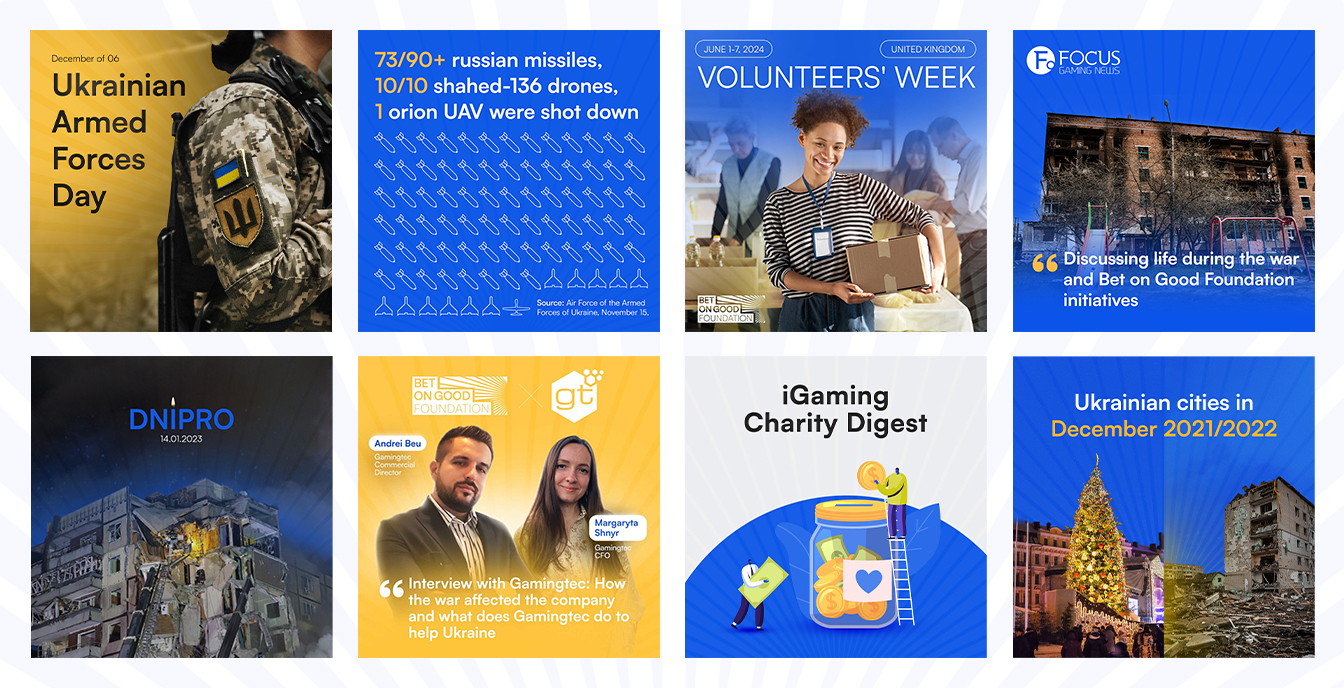 December of 06
Ukrainian
Armed
Forces
Day
73/90+ russian missiles,
10/10 shahed-136 drones,
1 orion UAV were shot down
Source: Air Force of the Armed
Forces of Ukraine, November 15,
JUNE 1-7, 2024
UNITED KINGDOM
VOLUNTEERS' WEEK
BET
ON GOOD
FOUNDATION
F.
FOCUS
GAMING NEWS
“ Discussing life during the war
and Bet on Good Foundation
initiatives
DNIPRO
14.01.2023
BET
ON GOOD
FOUNDATION
gt
Andrei Beu
Gamingtec
Commercial
Director
Margaryta
Shnyr
Gamingtec
CFO
“ Interview with Gamingtec: How
the war affected the company
and what does Gamingtec do to
help Ukraine
iGaming
Charity Digest
Ukrainian cities in
December 2021/2022